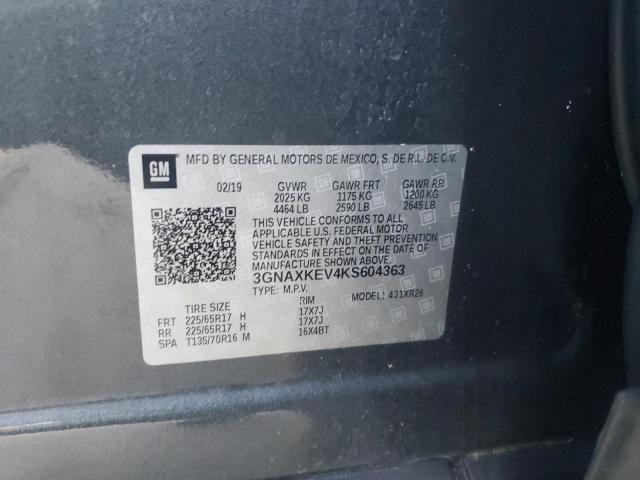 GM
MFD BY GENERAL MOTORS DE MEXICO, S. DE R.L. DE C.V.
02/19 GVWR GAWR FRT GAWR RR
2025 KG 1175 KG 1200 KG
4464 LB 2590 LB 2645 LB
THIS VEHICLE CONFORMS TO ALL
APPLICABLE U.S. FEDERAL MOTOR
VEHICLE SAFETY AND THEFT PREVENTION
STANDARDS IN EFFECT ON THE DATE OF
MANUFACTURE SHOWN ABOVE.
3GNAXKEV4KS604363
TYPE: M.P.V. MODEL: 431XR26
TIRE SIZE RIM
FRT 225/65R17 H 17X7J
RR 225/65R17 H 17X7J
SPA T135/70R16 M 16X4BT